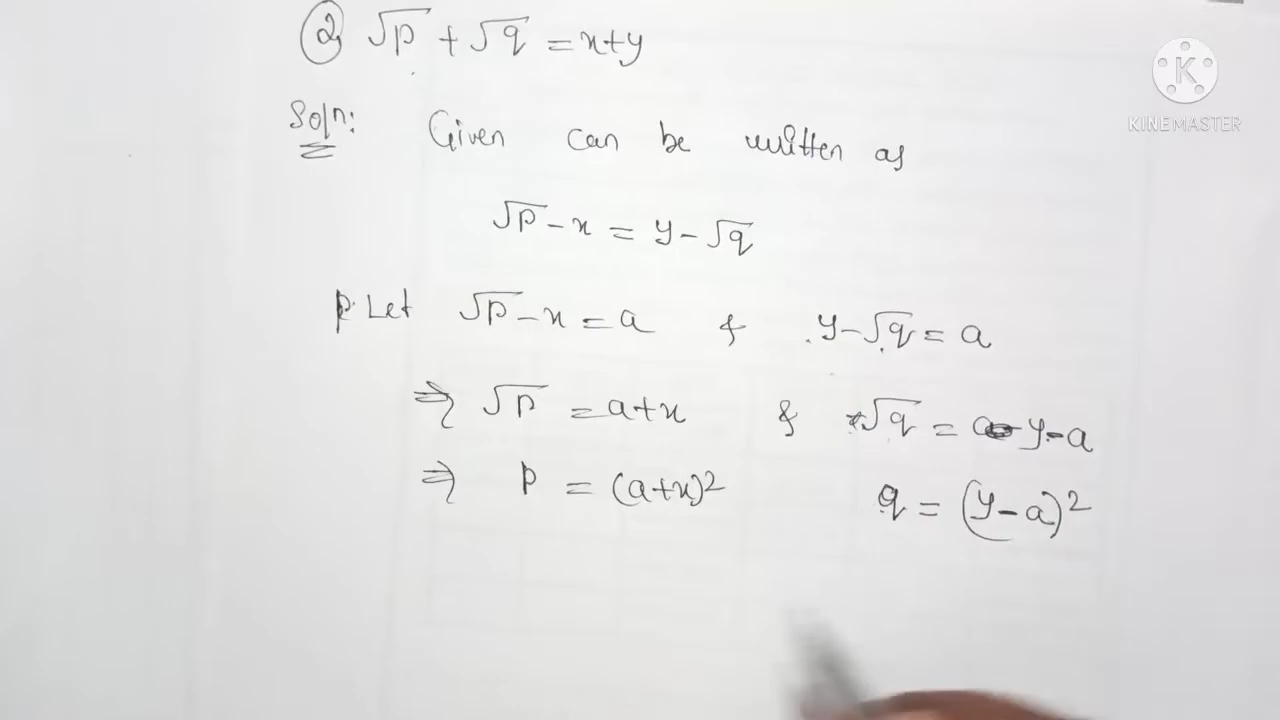 ② √p + √q = x+y
K
KINEMASTER
Soln:
Given can be written as
√p - x = y - √q
Let √p - x = a & y - √q = a
⇒ √p = a+x & √q = y-a
⇒ p = (a+x)² q = (y-a)²